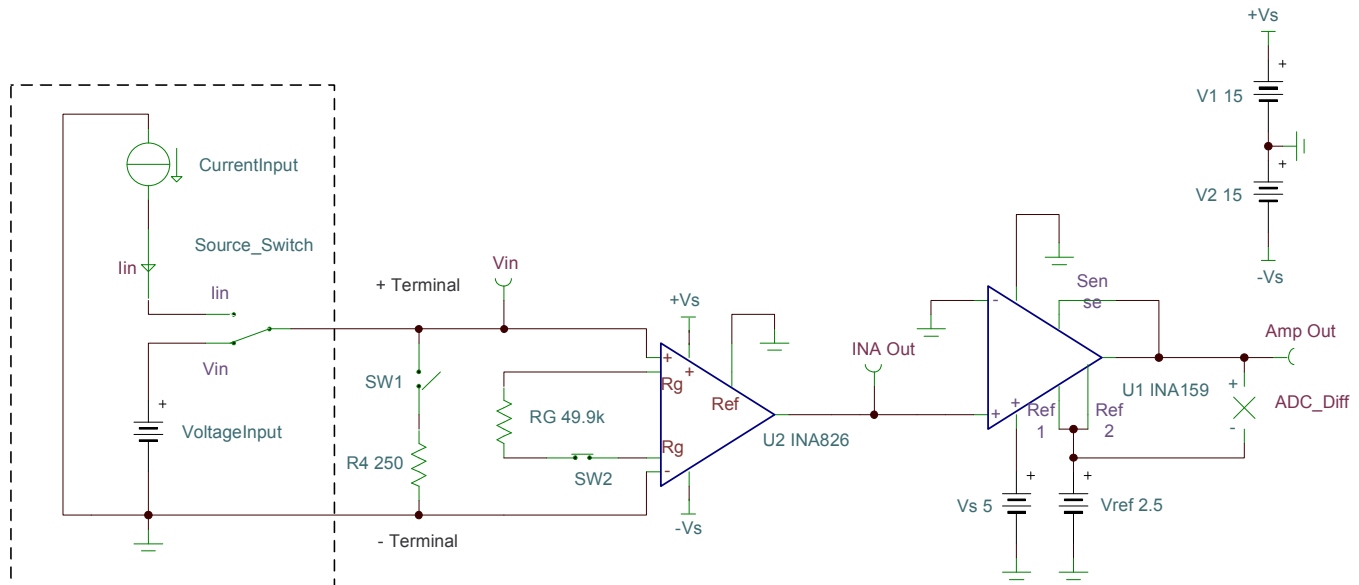 +Vs
+
V1 15
+
V2 15
-Vs
CurrentInput
Source_Switch
Iin
Iin
Vin
+
VoltageInput
+ Terminal
Vin
SW1
R4 250
- Terminal
RG 49.9k
SW2
+Vs
+
Rg
+
Ref
Rg
-
-Vs
U2 INA826
INA Out
-
Sen
se
+
+
Ref
1
Ref
2
U1 INA159
Amp Out
+
ADC_Diff
-
+
Vs 5
+
Vref 2.5